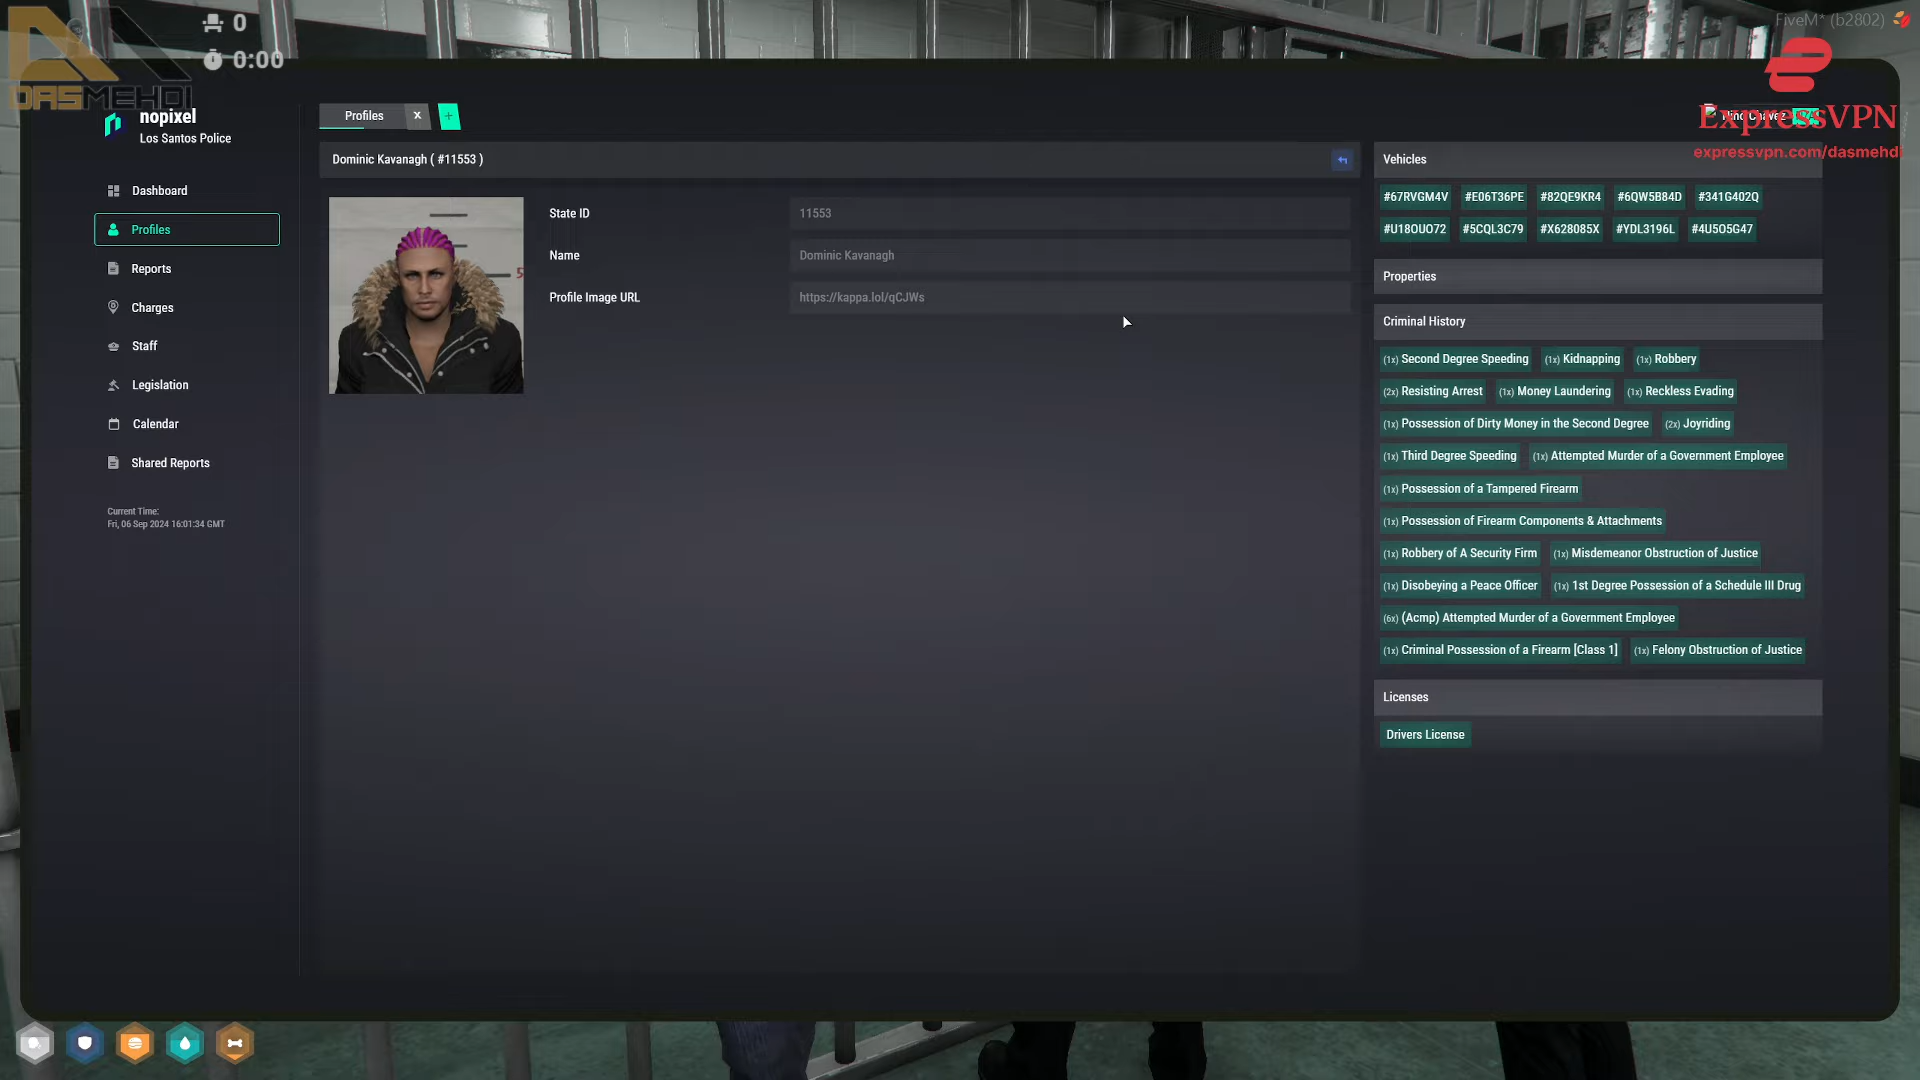 0
0:00
DASMEHDI
FiveM* (b2802)
ExpressVPN
expressvpn.com/dasmehdi
nopixel
Los Santos Police
Dashboard
Profiles
Reports
Charges
Staff
Legislation
Calendar
Shared Reports
Current Time:
Fri, 06 Sep 2024 16:01:34 GMT
Profiles x +
Dominic Kavanagh ( #11553 )
State ID 11553
Name Dominic Kavanagh
Profile Image URL https://kappa.lol/qCJWs
Vehicles
#67RVGM4V #E06T36PE #82QE9KR4 #6QW5B84D #341G402Q
#U18OUO72 #5CQL3C79 #X628085X #YDL3196L #4U5O5G47
Properties
Criminal History
(1x) Second Degree Speeding (1x) Kidnapping (1x) Robbery
(2x) Resisting Arrest (1x) Money Laundering (1x) Reckless Evading
(1x) Possession of Dirty Money in the Second Degree (2x) Joyriding
(1x) Third Degree Speeding (1x) Attempted Murder of a Government Employee
(1x) Possession of a Tampered Firearm
(1x) Possession of Firearm Components & Attachments
(1x) Robbery of A Security Firm (1x) Misdemeanor Obstruction of Justice
(1x) Disobeying a Peace Officer (1x) 1st Degree Possession of a Schedule III Drug
(6x) (Acmp) Attempted Murder of a Government Employee
(1x) Criminal Possession of a Firearm [Class 1] (1x) Felony Obstruction of Justice
Licenses
Drivers License